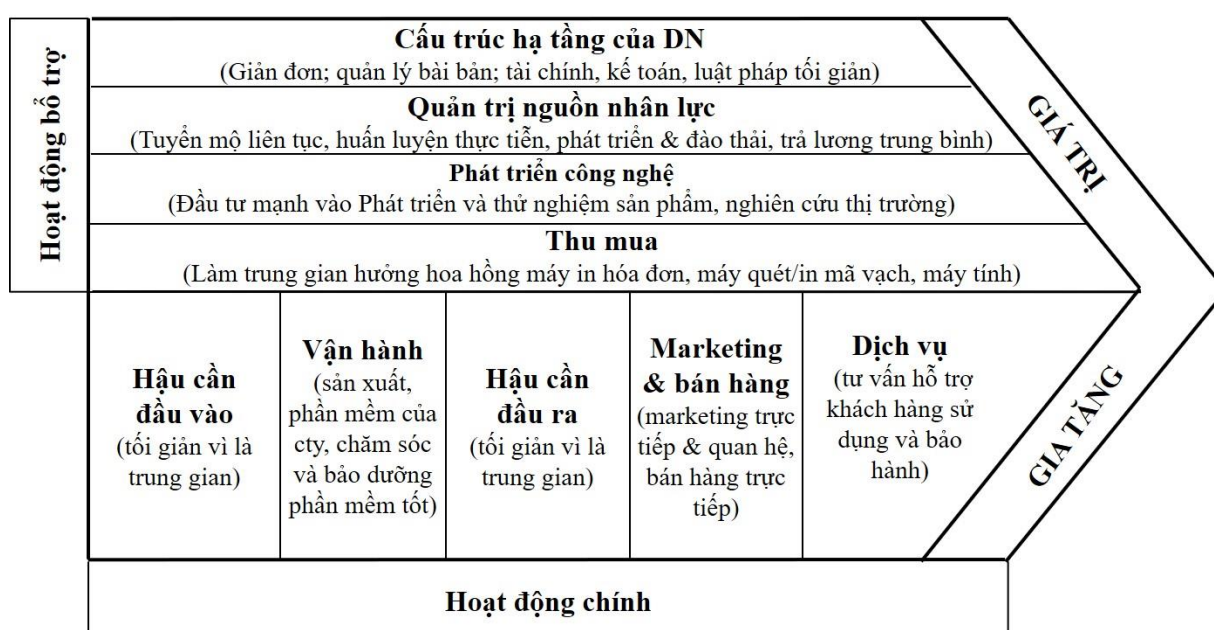 Hoạt động bổ trợ
Cấu trúc hạ tầng của DN
(Giản đơn; quản lý bài bản; tài chính, kế toán, luật pháp tối giản)
Quản trị nguồn nhân lực
(Tuyển mộ liên tục, huấn luyện thực tiễn, phát triển & đào thải, trả lương trung bình)
Phát triển công nghệ
(Đầu tư mạnh vào Phát triển và thử nghiệm sản phẩm, nghiên cứu thị trường)
Thu mua
(Làm trung gian hưởng hoa hồng máy in hóa đơn, máy quét/in mã vạch, máy tính)
GIÁ TRỊ
Hậu cần
đầu vào
(tối giản vì là
trung gian)
Vận hành
(sản xuất,
phần mềm của
cty, chăm sóc
và bảo dưỡng
phần mềm tốt)
Hậu cần
đầu ra
(tối giản vì là
trung gian)
Marketing
& bán hàng
(marketing trực
tiếp & quan hệ,
bán hàng trực
tiếp)
Dịch vụ
(tư vấn hỗ trợ
khách hàng sử
dụng và bảo
hành)
GIA TĂNG
Hoạt động chính